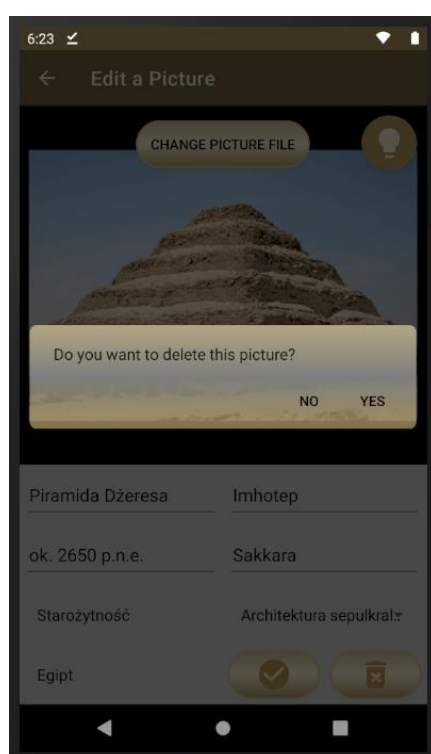 6:23
Edit a Picture
CHANGE PICTURE FILE
Do you want to delete this picture?
NO YES
Piramida Dżeresa Imhotep
ok. 2650 p.n.e. Sakkara
Starożytność Architektura sepulkral
Egipt